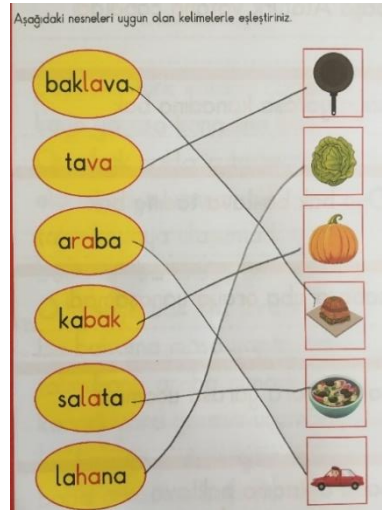 Aşağıdaki nesneleri uygun olan kelimelerle eşleştiriniz.
baklava
tava
araba
kabak
salata
lahana